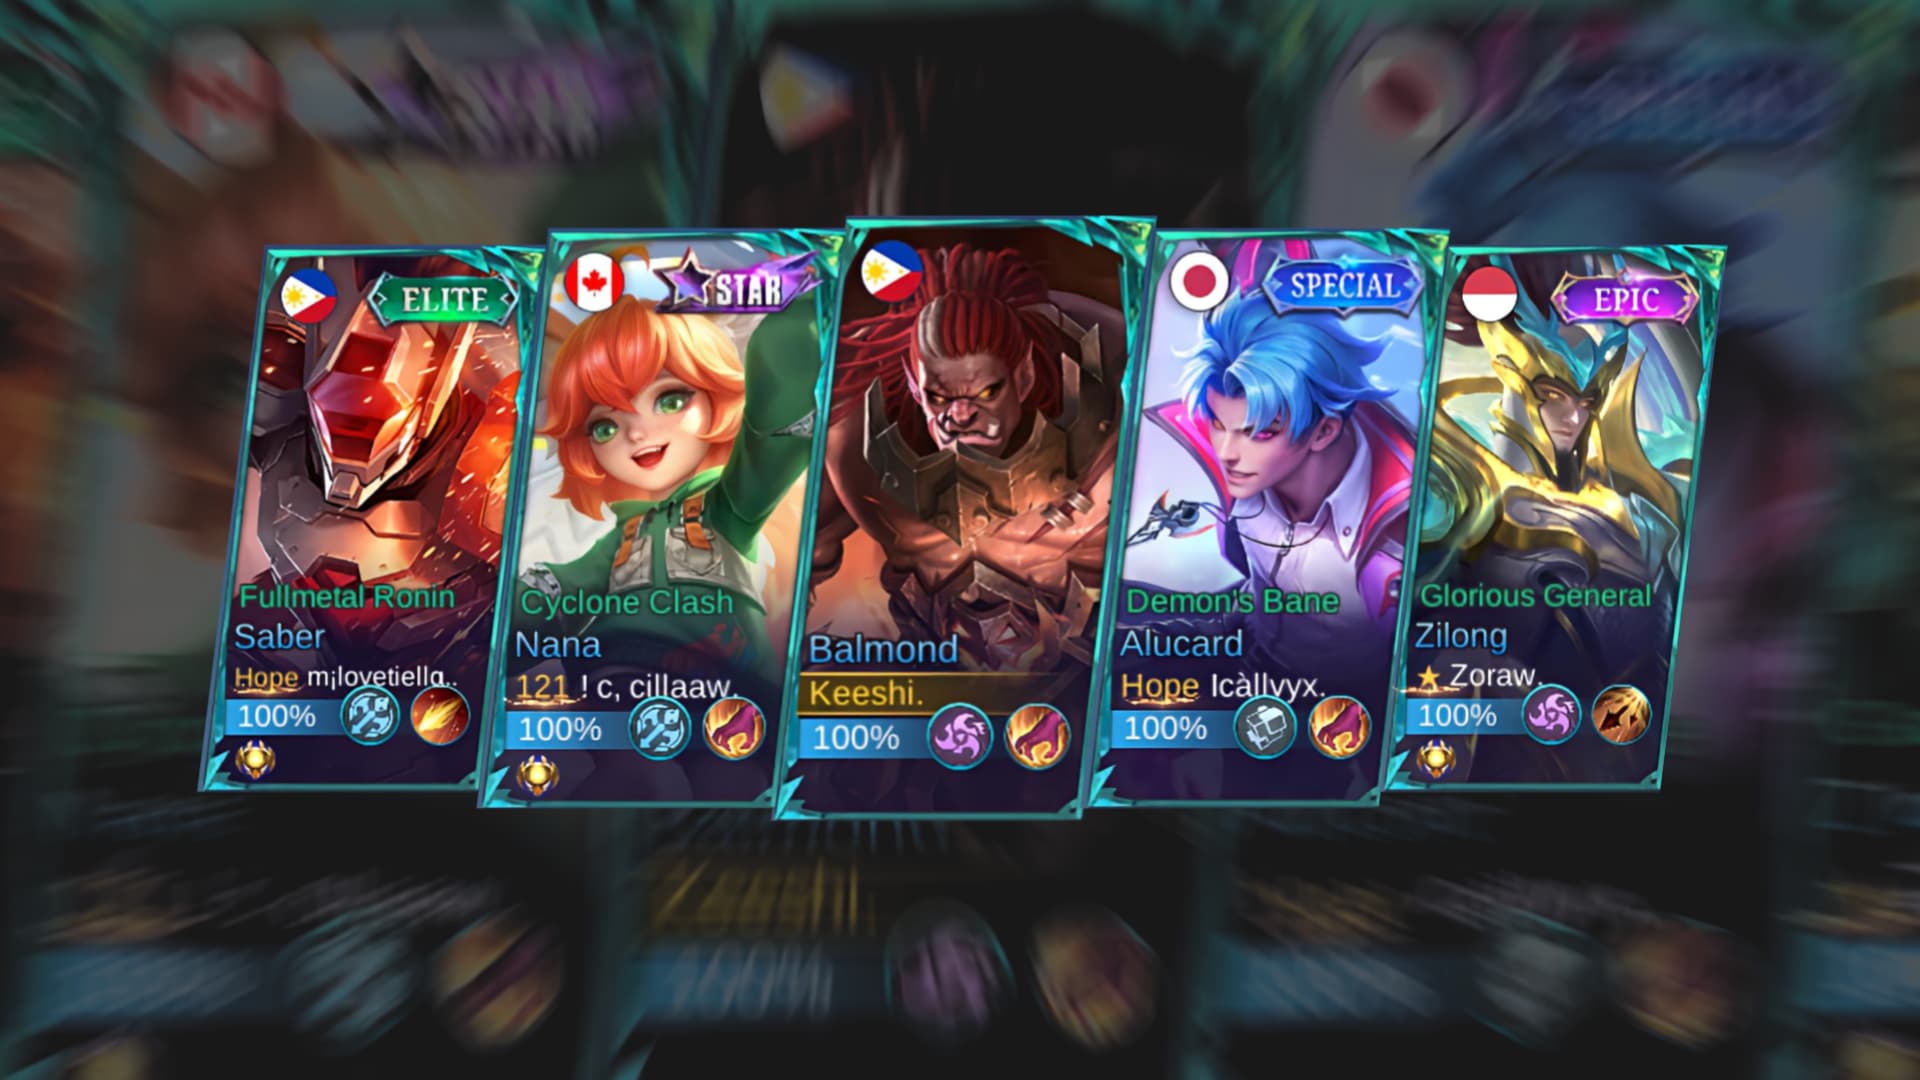 ELITE
Fullmetal Ronin
Saber
Hope m¡lovetiella..
100%
STAR
Cyclone Clash
Nana
121 ! c, cillaaw.
100%
Balmond
Keeshi.
100%
SPECIAL
Demon's Bane
Alucard
Hope Icàllvyx.
100%
EPIC
Glorious General
Zilong
★ Zoraw.
100%